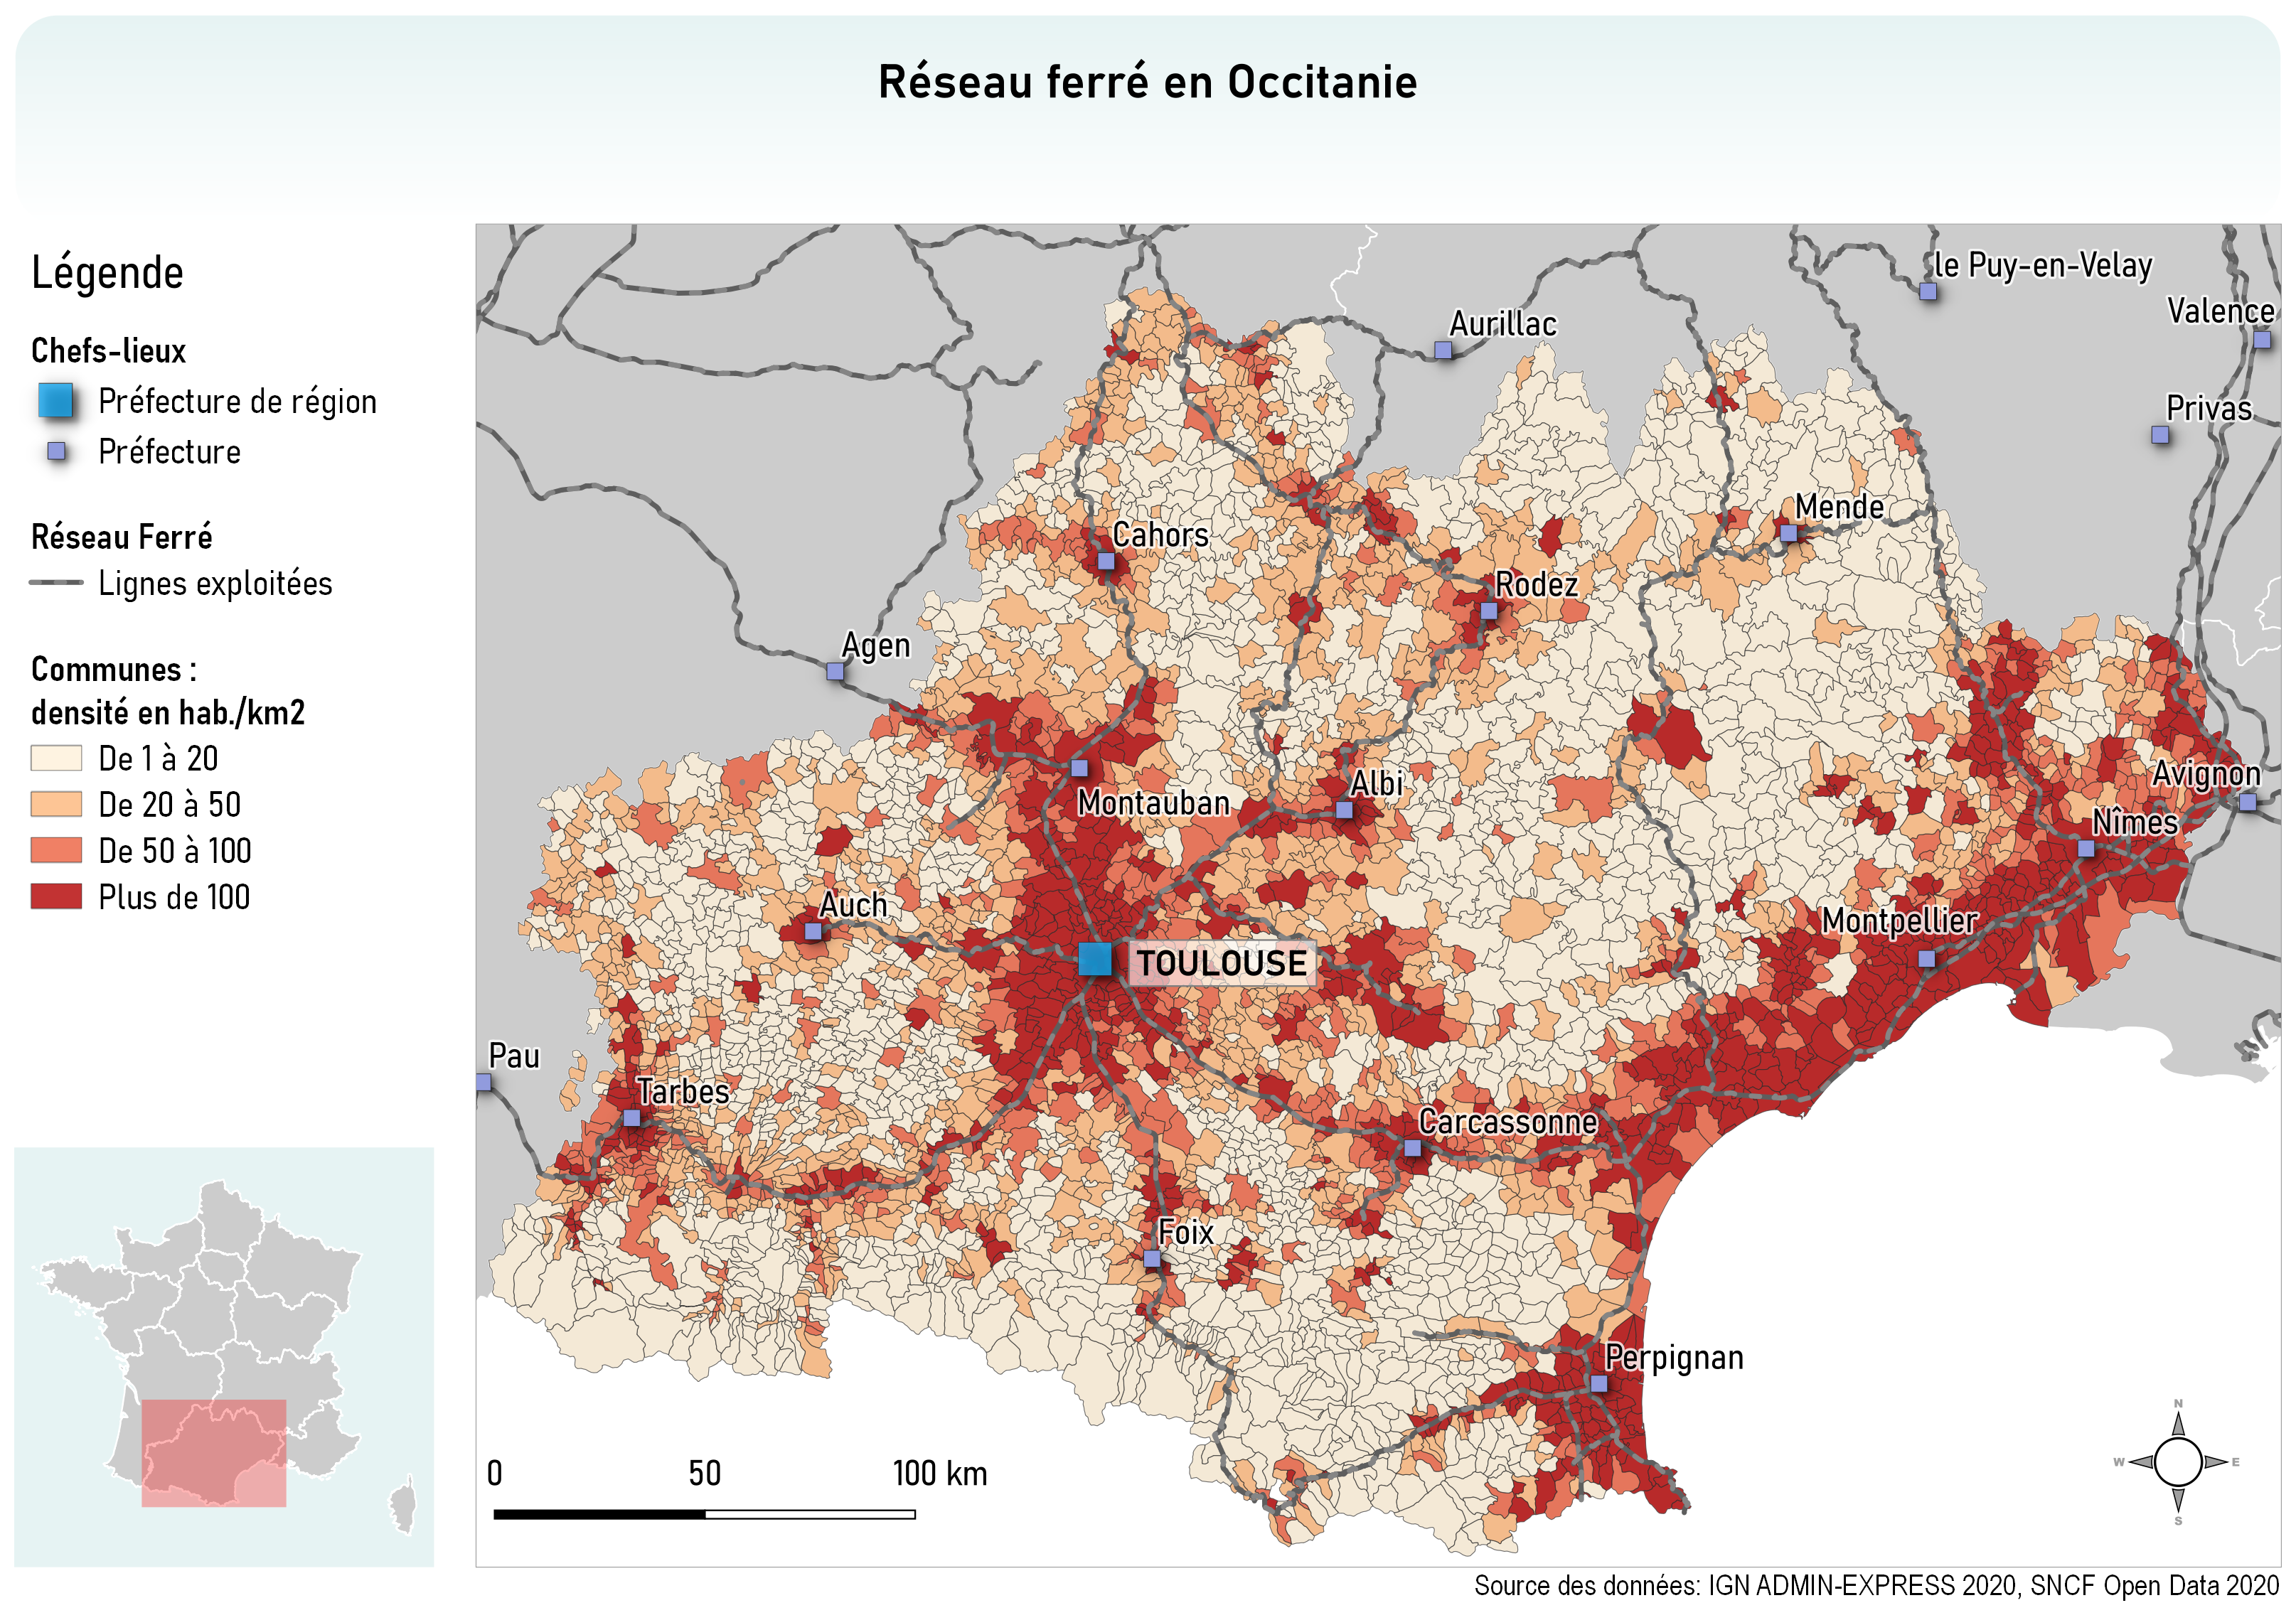 Réseau ferré en Occitanie
Légende
Chefs-lieux
Préfecture de région
Préfecture
Réseau Ferré
Lignes exploitées
Communes :
densité en hab./km2
De 1 à 20
De 20 à 50
De 50 à 100
Plus de 100
le Puy-en-Velay
Valence
Aurillac
Privas
Mende
Cahors
Rodez
Agen
Avignon
Albi
Montauban
Nîmes
Auch
Montpellier
TOULOUSE
Pau
Tarbes
Carcassonne
Foix
Perpignan
0 50 100 km
N
W E
S
Source des données: IGN ADMIN-EXPRESS 2020, SNCF Open Data 2020